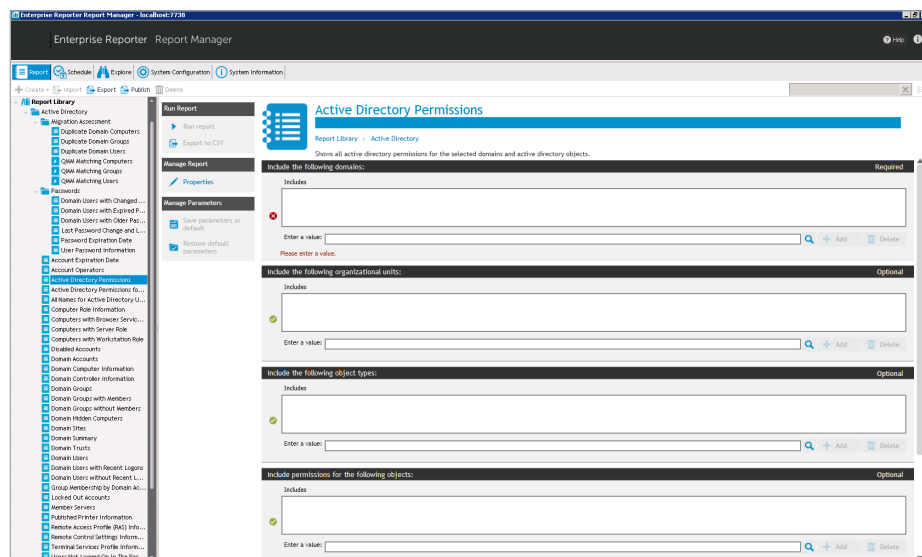 Enterprise Reporter Report Manager - localhost:7738
Enterprise Reporter Report Manager
Help
Report Schedule Explore System Configuration System Information
Create Import Export Publish Delete
Report Library
Active Directory
Migration Assessment
Duplicate Domain Computers
Duplicate Domain Groups
Duplicate Domain Users
QMM Matching Computers
QMM Matching Groups
QMM Matching Users
Passwords
Domain Users with Changed ...
Domain Users with Expired P...
Domain Users with Older Pas...
Last Password Change and L...
Password Expiration Date
User Password Information
Account Expiration Date
Account Operators
Active Directory Permissions
Active Directory Permissions fo...
All Names for Active Directory U...
Computer Role Information
Computers with Browser Servic...
Computers with Server Role
Computers with Workstation Role
Disabled Accounts
Domain Accounts
Domain Computer Information
Domain Controller Information
Domain Groups
Domain Groups with Members
Domain Groups without Members
Domain Hidden Computers
Domain Sites
Domain Summary
Domain Trusts
Domain Users
Domain Users with Recent Logons
Domain Users without Recent L...
Group Membership by Domain Ac...
Locked Out Accounts
Member Servers
Published Printer Information
Remote Access Profile (RAS) Info...
Remote Control Settings Inform...
Terminal Services Profile Inform...
Users Not Logged On In The Pas...
Run Report
Run report
Export to CSV
Manage Report
Properties
Manage Parameters
Save parameters as
default
Restore default
parameters
Active Directory Permissions
Report Library - Active Directory
Shows all active directory permissions for the selected domains and active directory objects.
Include the following domains: Required
Includes
Enter a value: Add Delete
Please enter a value.
Include the following organizational units: Optional
Includes
Enter a value: Add Delete
Include the following object types: Optional
Includes
Enter a value: Add Delete
Include permissions for the following objects: Optional
Includes
Enter a value: Add Delete